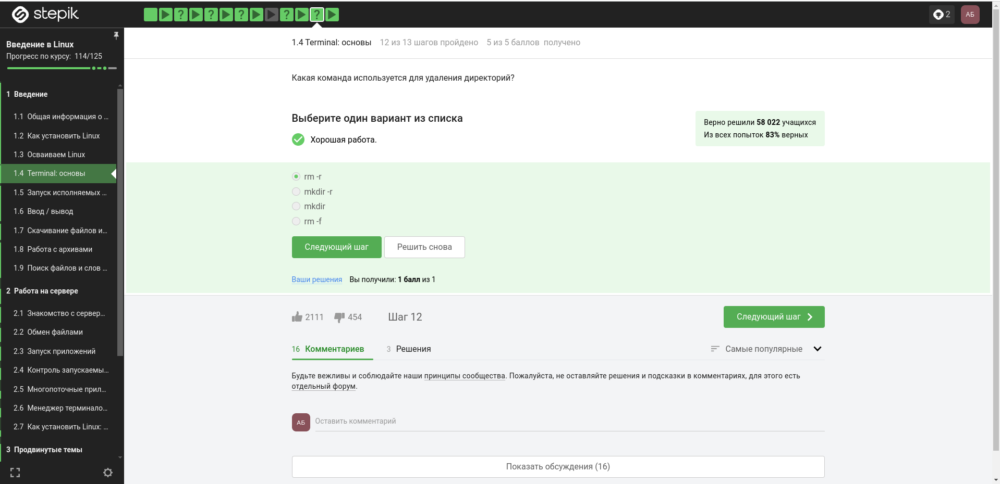 stepik
? ? ? ? ?
2
АБ
Введение в Linux
Прогресс по курсу: 114/125
1 Введение
1.1 Общая информация о ...
1.2 Как установить Linux
1.3 Осваиваем Linux
1.4 Terminal: основы
1.5 Запуск исполняемых ...
1.6 Ввод / вывод
1.7 Скачивание файлов и...
1.8 Работа с архивами
1.9 Поиск файлов и слов ...
2 Работа на сервере
2.1 Знакомство с сервер...
2.2 Обмен файлами
2.3 Запуск приложений
2.4 Контроль запускаемы...
2.5 Многопоточные прил...
2.6 Менеджер терминало...
2.7 Как установить Linux: ...
3 Продвинутые темы
1.4 Terminal: основы 12 из 13 шагов пройдено 5 из 5 баллов получено
Какая команда используется для удаления директорий?
Выберите один вариант из списка
Хорошая работа.
Верно решили 58 022 учащихся
Из всех попыток 83% верных
rm -r
mkdir -r
mkdir
rm -f
Следующий шаг Решить снова
Ваши решения Вы получили: 1 балл из 1
2111 454 Шаг 12 Следующий шаг
16 Комментариев 3 Решения Самые популярные
Будьте вежливы и соблюдайте наши принципы сообщества. Пожалуйста, не оставляйте решения и подсказки в комментариях, для этого есть
отдельный форум.
АБ Оставить комментарий
Показать обсуждения (16)